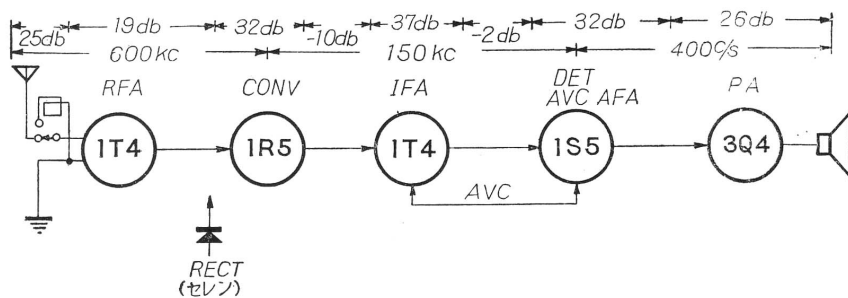 19db 32db 37db 32db 26db
25db -10db -2db
600kc 150kc 400c/s
RFA CONV IFA DET PA
AVC AFA
1T4 1R5 1T4 1S5 3Q4
AVC
RECT
(セレン)